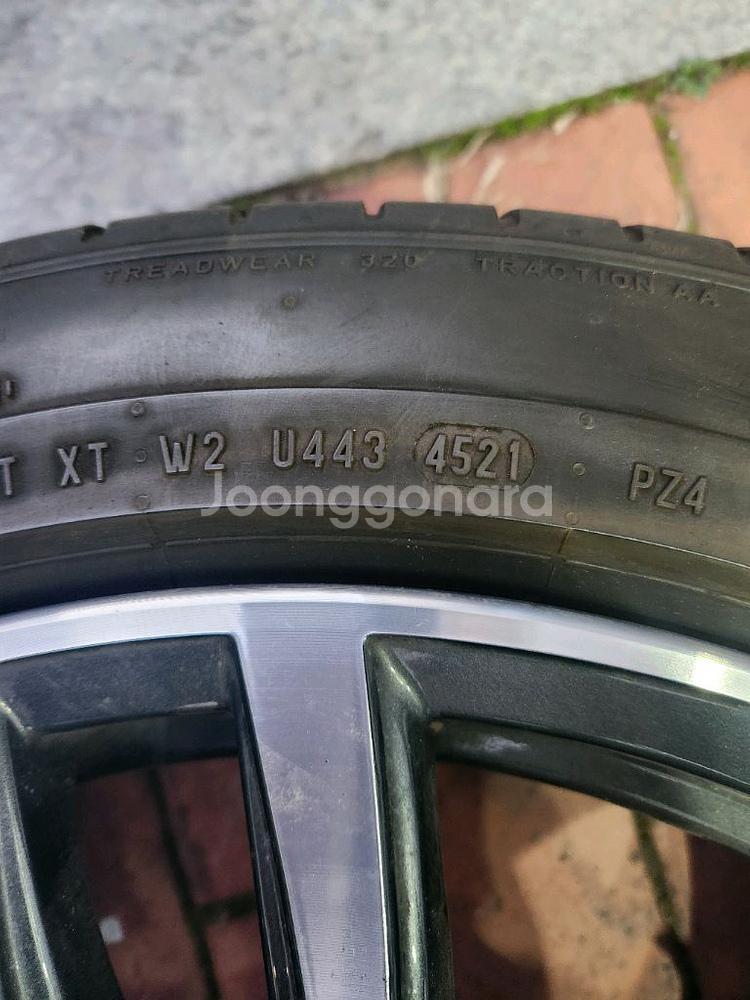 TREADWEAR 320 TRACTION AA
T XT W2 U443 4521 PZ4
Joonggonara